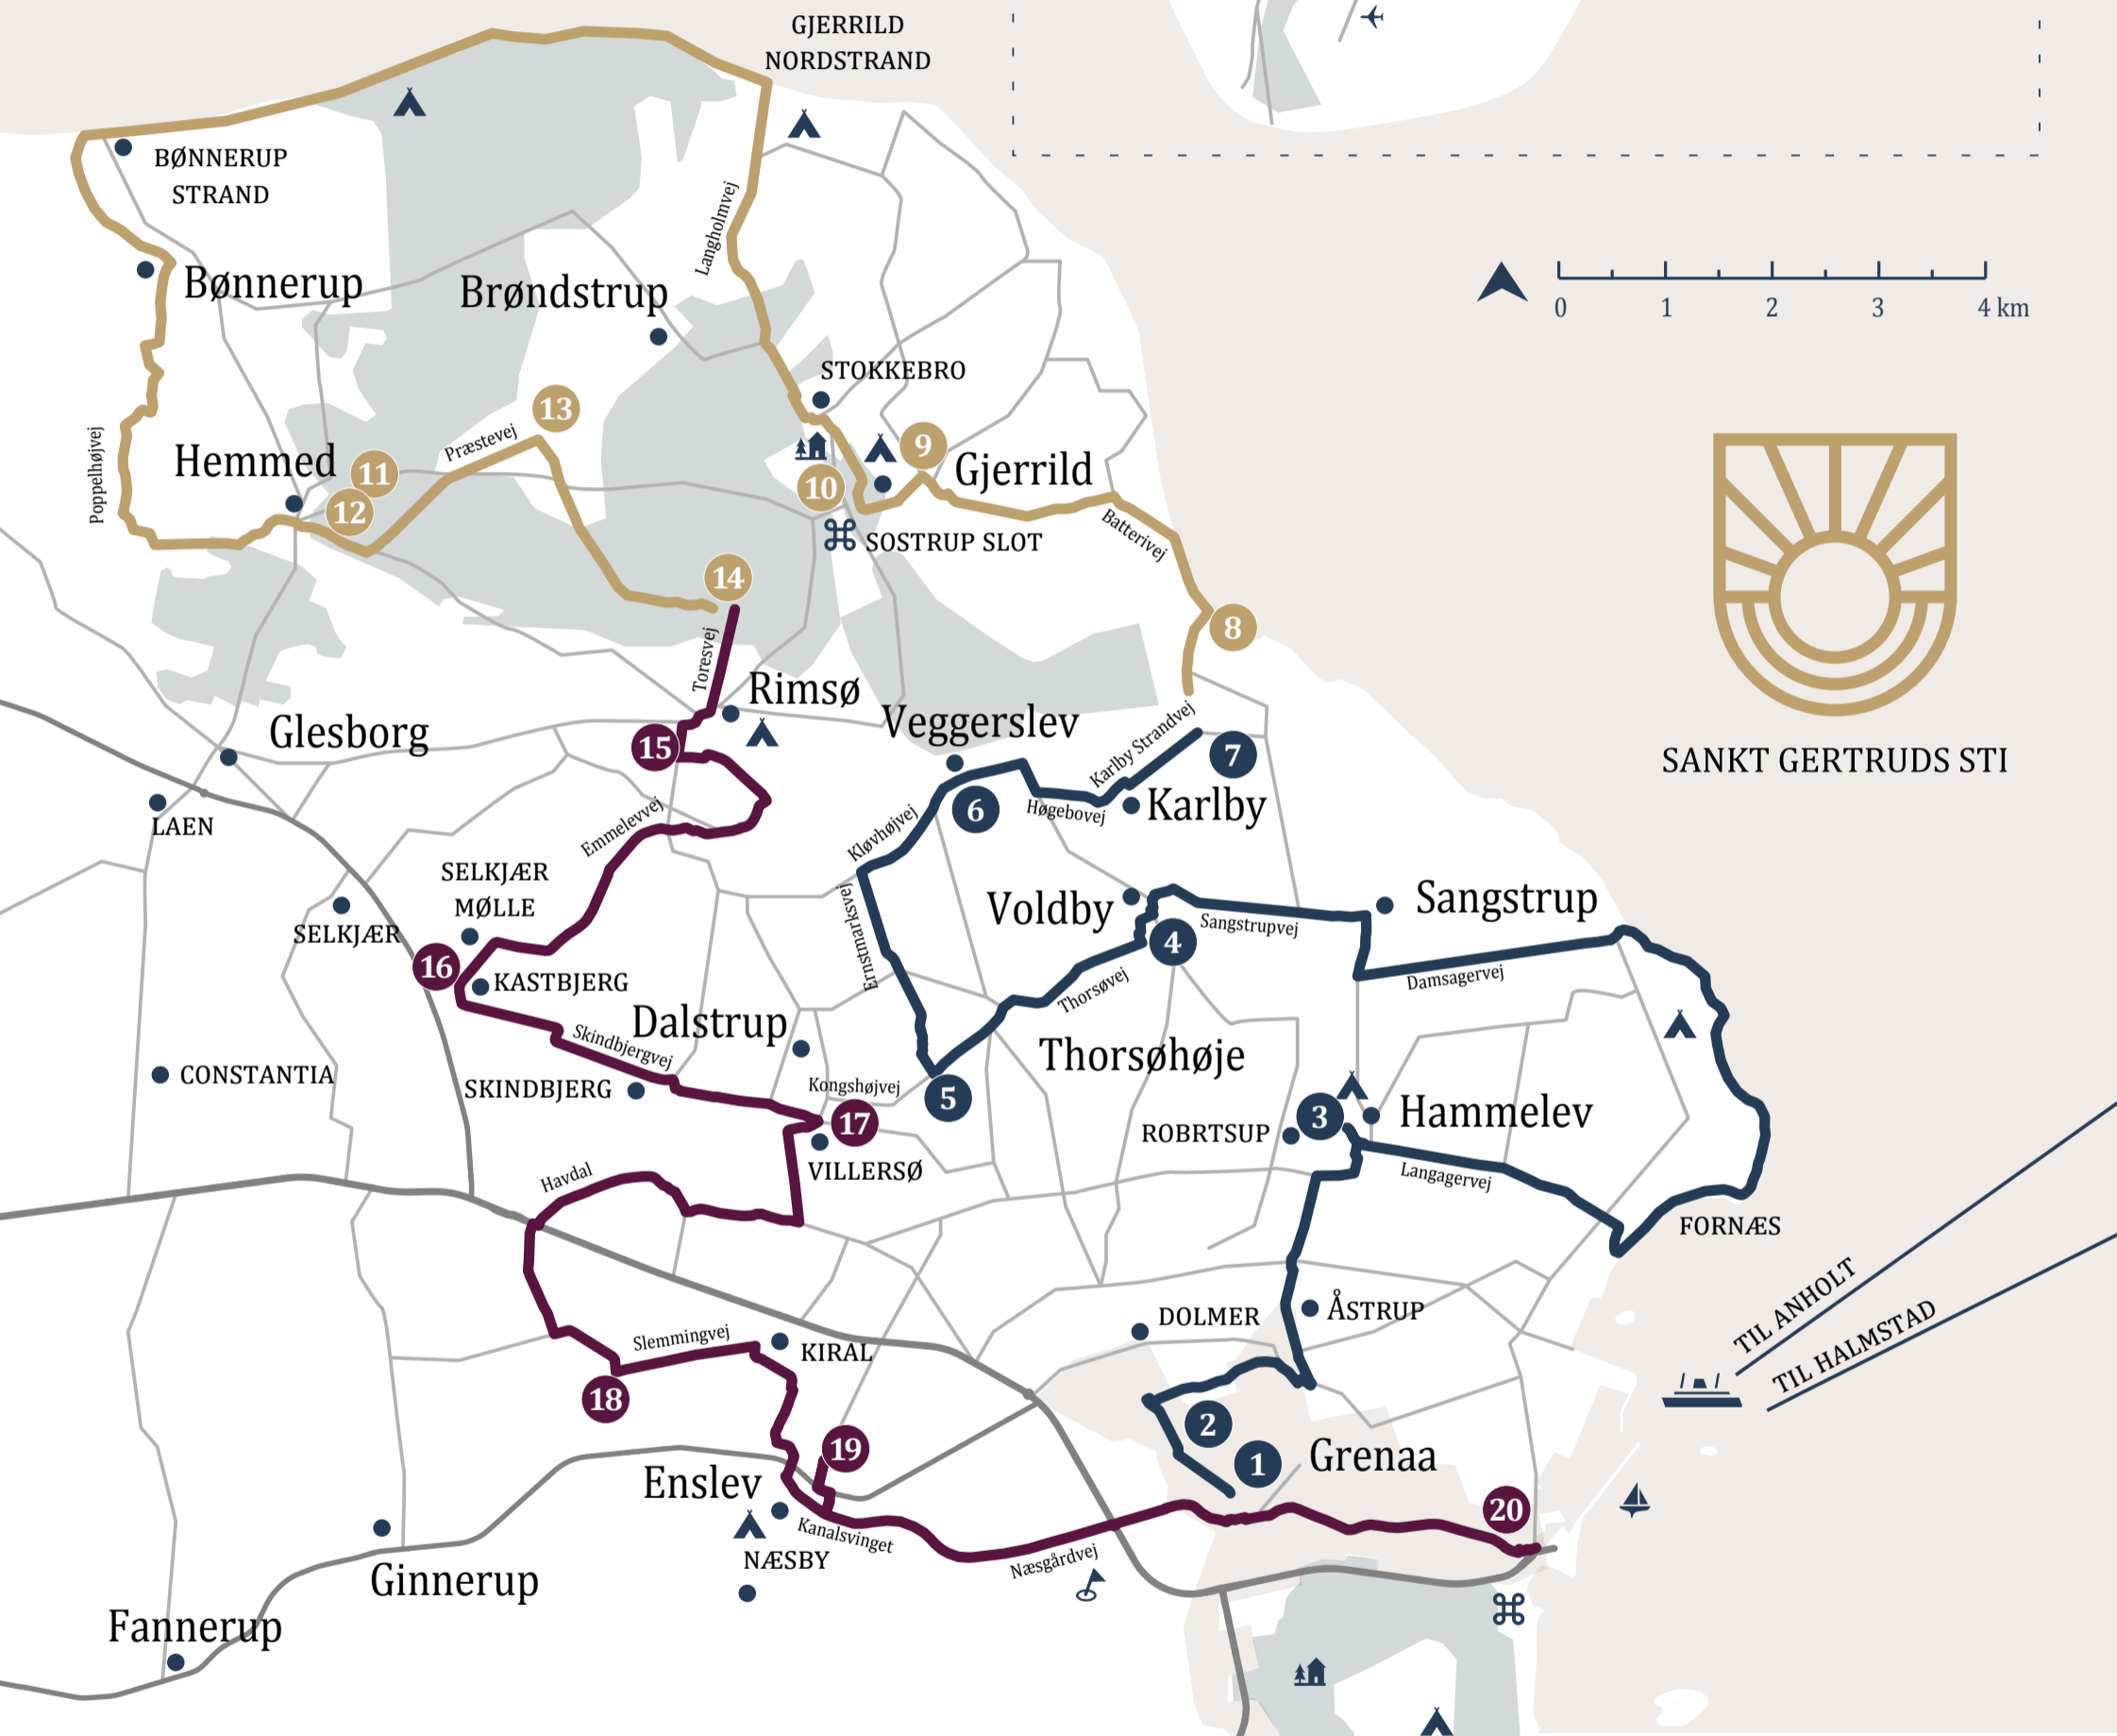 GJERRILD
NORDSTRAND
BØNNERUP
STRAND
Langholmvej
Bønnerup
Brøndstrup
0 1 2 3 4 km
STOKKEBRO
13
Præstevej
9
Poppelhøjvej
Hemmed
11
12
10
Gjerrild
Batterivej
SOSTRUP SLOT
14
8
SANKT GERTRUDS STI
Toresvej
Rimsø
Glesborg
15
Veggerslev
Karlby Strandvej
7
6
Høgebovej
Karlby
LAEN
Emmelevvej
Kløvhøjvej
SELKJÆR
MØLLE
Ernstmarksvej
Voldby
Sangstrup
SELKJÆR
Sangstrupvej
4
16
KASTBJERG
Thorsøvej
Damsagervej
Dalstrup
Skindbjergvej
Thorsøhøje
CONSTANTIA
SKINDBJERG
Kongshøjvej
5
17
3
Hammelev
ROBRTSUP
VILLERSØ
Havdal
Langagervej
FORNÆS
TIL ANHOLT
TIL HALMSTAD
DOLMER
ÅSTRUP
Slemmingvej
KIRAL
18
2
19
1
Grenaa
Enslev
20
Kanalsvinget
NÆSBY
Næsgårdvej
Ginnerup
Fannerup